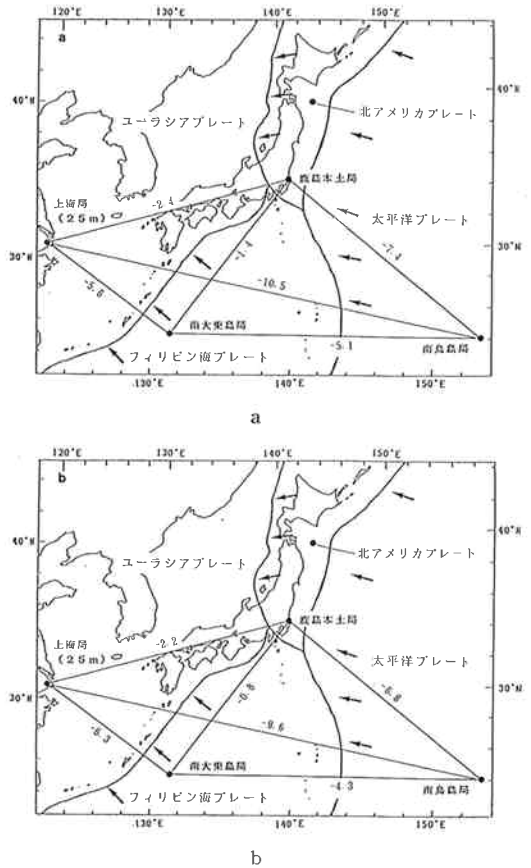 120°E 130°E 140°E 150°E
a
40°N
40°N
ユーラシアプレート
北アメリカプレート
上海局
(25m)
-2.4
鹿島本土局
太平洋プレート
-1.4
-7.4
30°N
30°N
-10.5
-5.6
南大東島局
南鳥島局
-5.1
フィリピン海プレート
130°E 140°E 150°E
a
120°E 130°E 140°E 150°E
b
40°N
40°N
ユーラシアプレート
北アメリカプレート
上海局
(25m)
-2.2
鹿島本土局
太平洋プレート
-0.8
-6.8
30°N
30°N
-9.6
-5.3
南大東島局
南鳥島局
-4.3
フィリピン海プレート
130°E 140°E 150°E
b